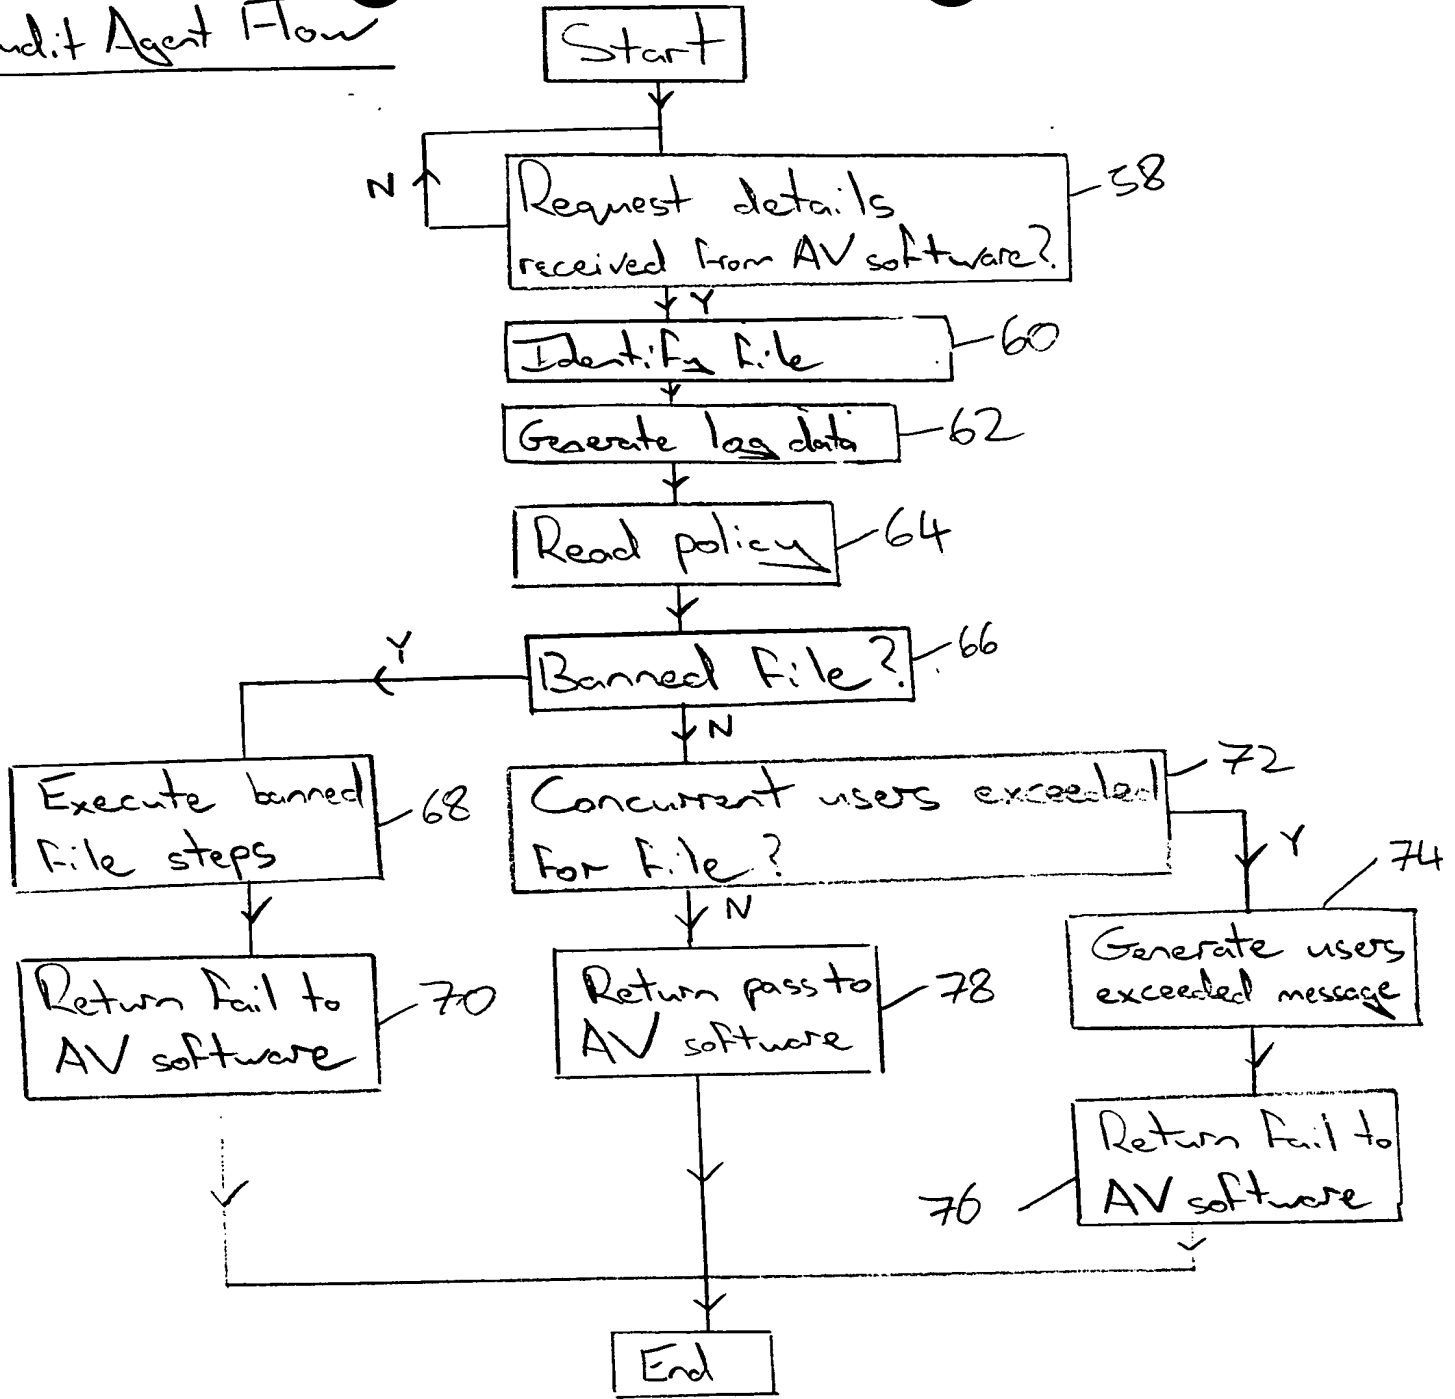 udit Agent Flow
Start
N
Request details
received from AV software?
58
Y
Identify file
60
Generate log data
62
Read policy
64
Y
Banned File?
66
N
Execute banned
File steps
68
Concurrent users exceeded
For File?
72
Y
74
N
Generate users
exceeded message
Return Fail to
AV software
70
Return pass to
AV software
78
Return Fail to
AV software
76
End